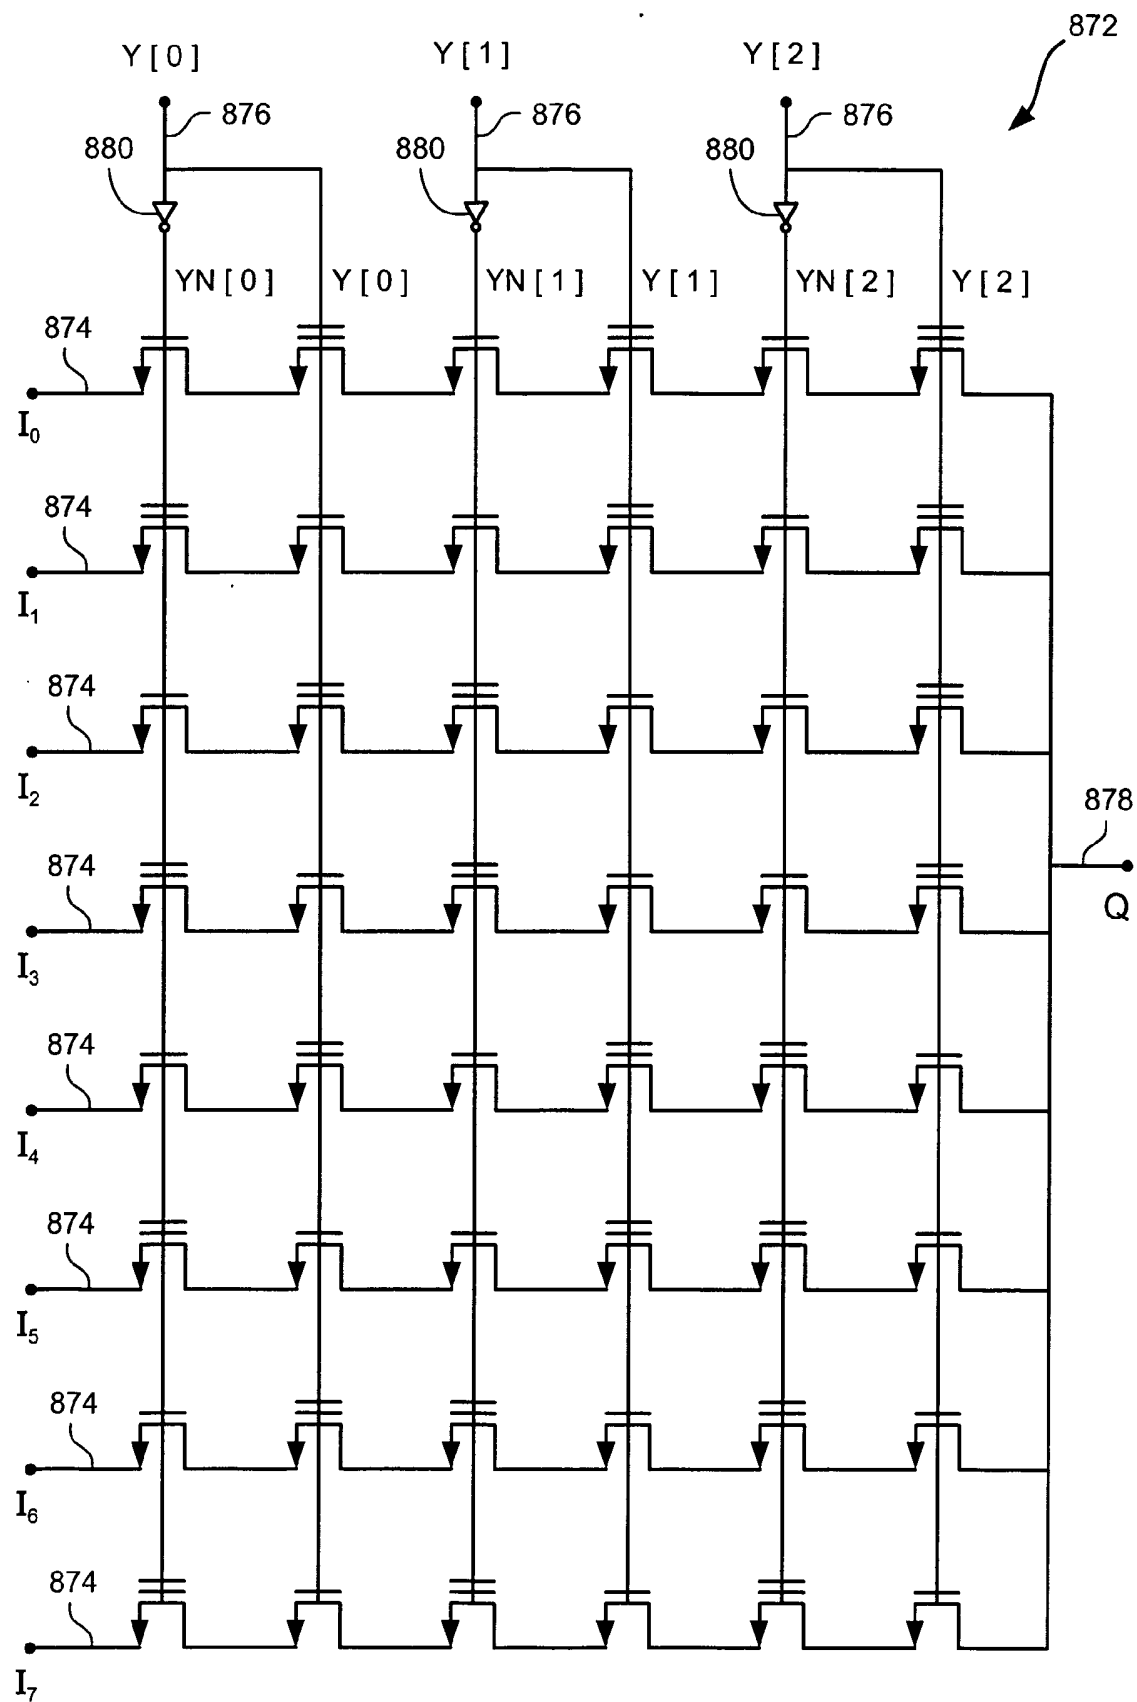 872
Y[0] Y[1] Y[2]
876 876 876
880 880 880
YN[0] Y[0] YN[1] Y[1] YN[2] Y[2]
874
I₀
874
I₁
874
I₂
878
874
Q
I₃
874
I₄
874
I₅
874
I₆
874
I₇